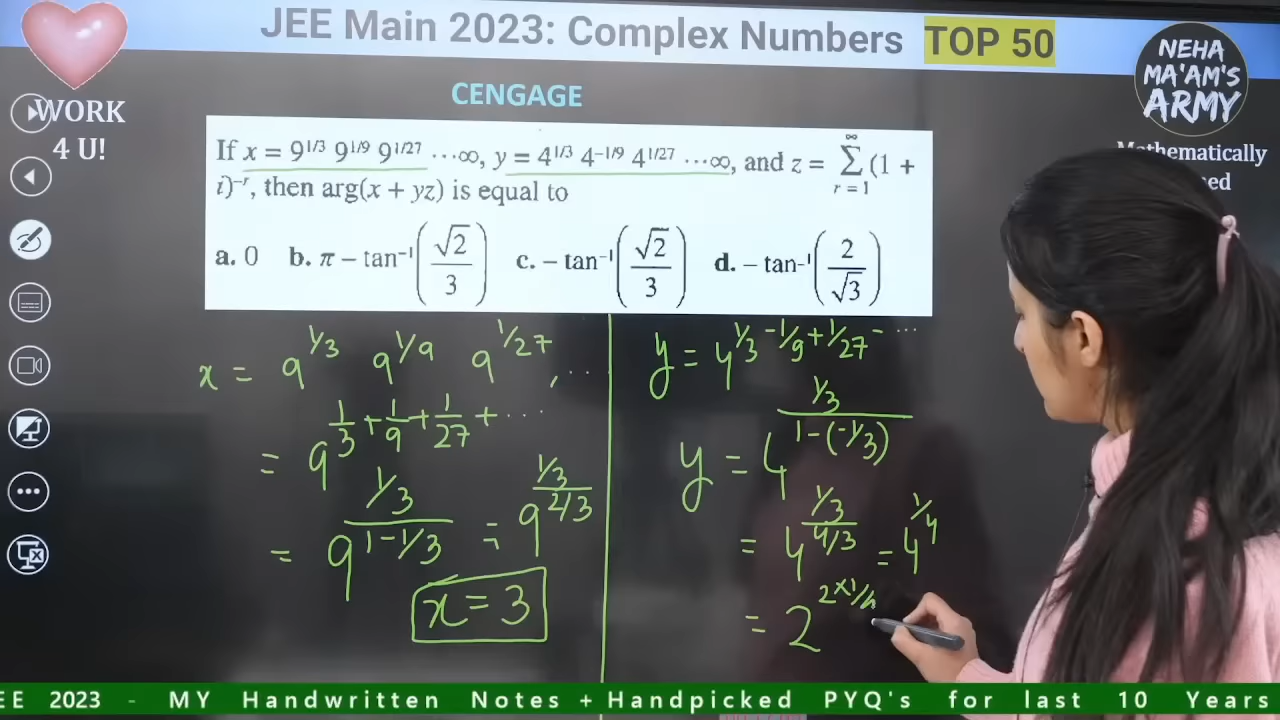 JEE Main 2023: Complex Numbers TOP 50
WORK
4 U!
CENGAGE
NEHA
MA'AM'S
ARMY
If x = 9^{1/3} 9^{1/9} 9^{1/27} ···∞, y = 4^{1/3} 4^{-1/9} 4^{1/27} ···∞, and z = ∑_{r=1}^{∞} (1 +
i)^{-r}, then arg(x + yz) is equal to
a. 0 b. π – tan⁻¹(√2/3) c. – tan⁻¹(√2/3) d. – tan⁻¹(2/√3)
x = 9^{1/3} 9^{1/9} 9^{1/27}, ...
= 9^{1/3 + 1/9 + 1/27 + ...}
= 9^{(1/3)/(1-1/3)} = 9^{(1/3)/(2/3)}
x = 3
y = 4^{1/3 - 1/9 + 1/27 - ...}
y = 4^{(1/3)/(1-(-1/3))}
= 4^{(1/3)/(4/3)} = 4^{1/4}
= 2^{2×1/4}
EE 2023 - MY Handwritten Notes + Handpicked PYQ's for last 10 Years